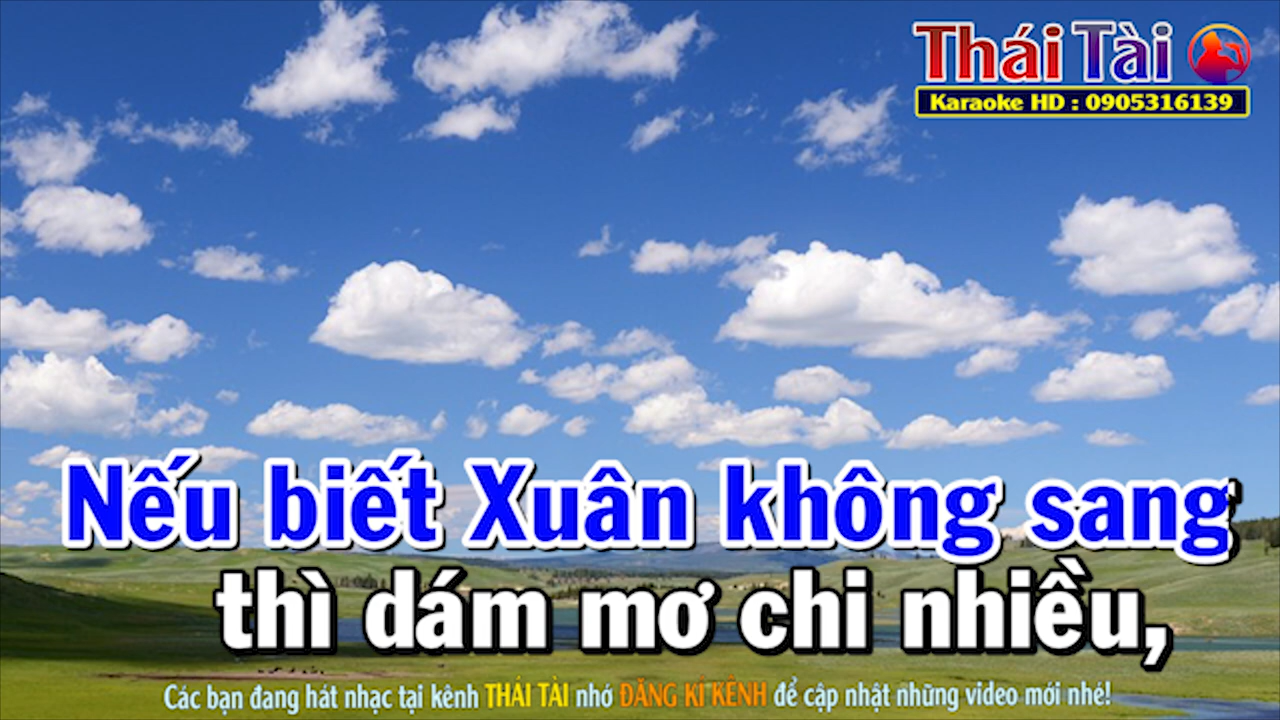 Thái Tài
Karaoke HD : 0905316139
Nếu biết Xuân không sang
thì dám mơ chi nhiều,
Các bạn đang hát nhạc tại kênh THÁI TÀI nhớ ĐĂNG KÍ KÊNH để cập nhật những video mới nhé!